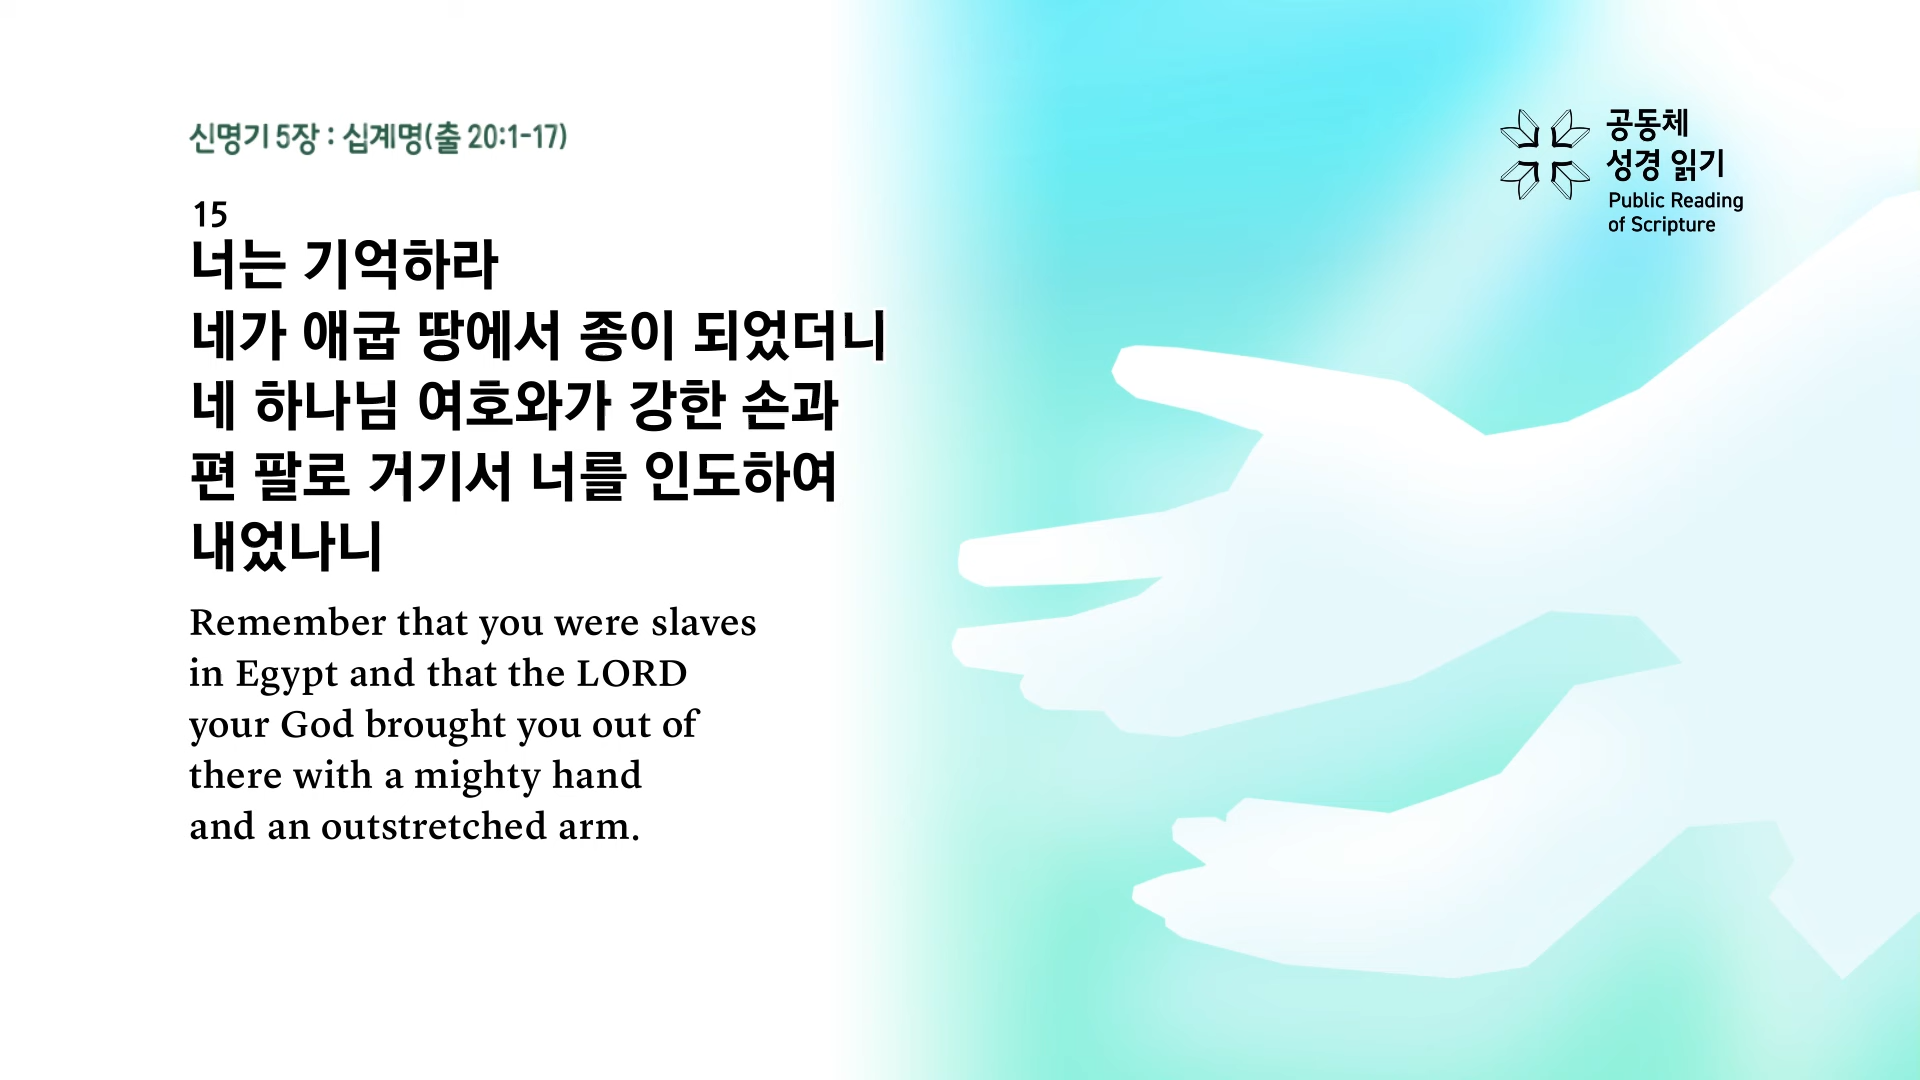 신명기 5장 : 십계명(출 20:1-17)
15
너는 기억하라
네가 애굽 땅에서 종이 되었더니
네 하나님 여호와가 강한 손과
편 팔로 거기서 너를 인도하여
내었나니
Remember that you were slaves
in Egypt and that the LORD
your God brought you out of
there with a mighty hand
and an outstretched arm.
공동체
성경 읽기
Public Reading
of Scripture